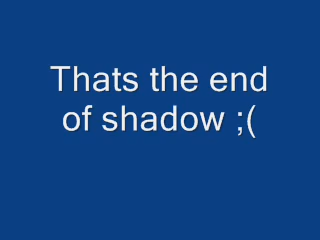 Thats the end
of shadow ;(